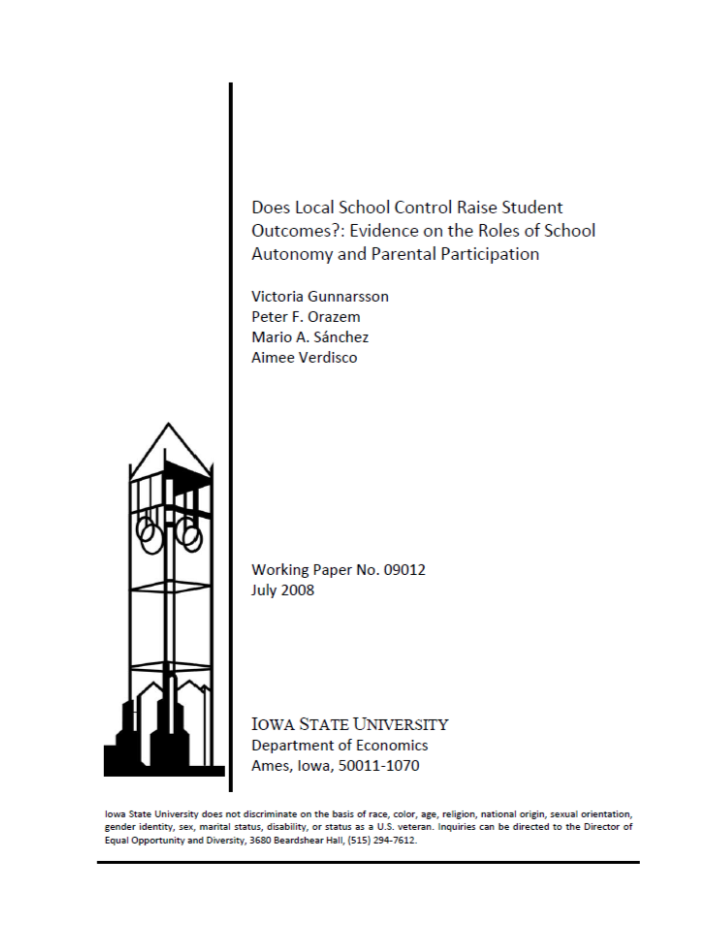 Does Local School Control Raise Student
Outcomes?: Evidence on the Roles of School
Autonomy and Parental Participation
Victoria Gunnarsson
Peter F. Orazem
Mario A. Sánchez
Aimee Verdisco
Working Paper No. 09012
July 2008
IOWA STATE UNIVERSITY
Department of Economics
Ames, Iowa, 50011-1070
Iowa State University does not discriminate on the basis of race, color, age, religion, national origin, sexual orientation,
gender identity, sex, marital status, disability, or status as a U.S. veteran. Inquiries can be directed to the Director of
Equal Opportunity and Diversity, 3680 Beardshear Hall, (515) 294-7612.